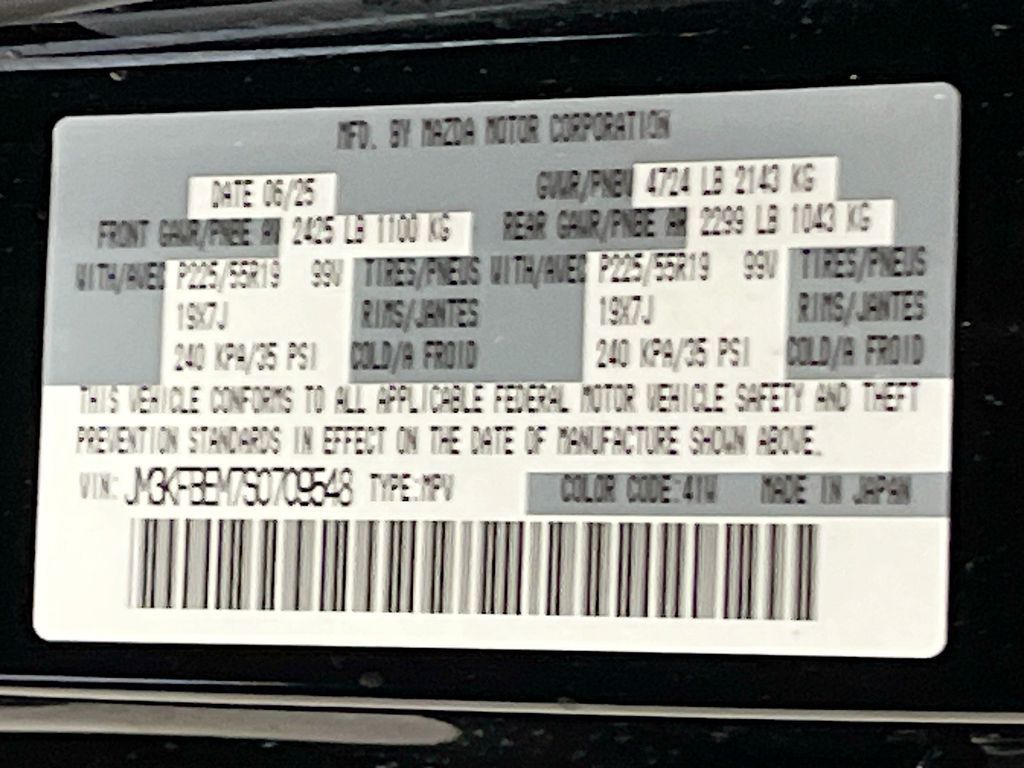 MFD. BY MAZDA MOTOR CORPORATION
DATE 06/25 GVWR/PNBV 4724 LB 2143 KG
FRONT GAWR/PNBE AV 2425 LB 1100 KG REAR GAWR/PNBE AR 2299 LB 1043 KG
WITH/AVEC P225/55R19 99V TIRES/PNEUS WITH/AVEC P225/55R19 99V TIRES/PNEUS
19X7J RIMS/JANTES 19X7J RIMS/JANTES
240 KPA/35 PSI COLD/A FROID 240 KPA/35 PSI COLD/A FROID
THIS VEHICLE CONFORMS TO ALL APPLICABLE FEDERAL MOTOR VEHICLE SAFETY AND THEFT
PREVENTION STANDARDS IN EFFECT ON THE DATE OF MANUFACTURE SHOWN ABOVE.
VIN: JM3KFBEM7S0709548 TYPE:MPV COLOR CODE:41W MADE IN JAPAN